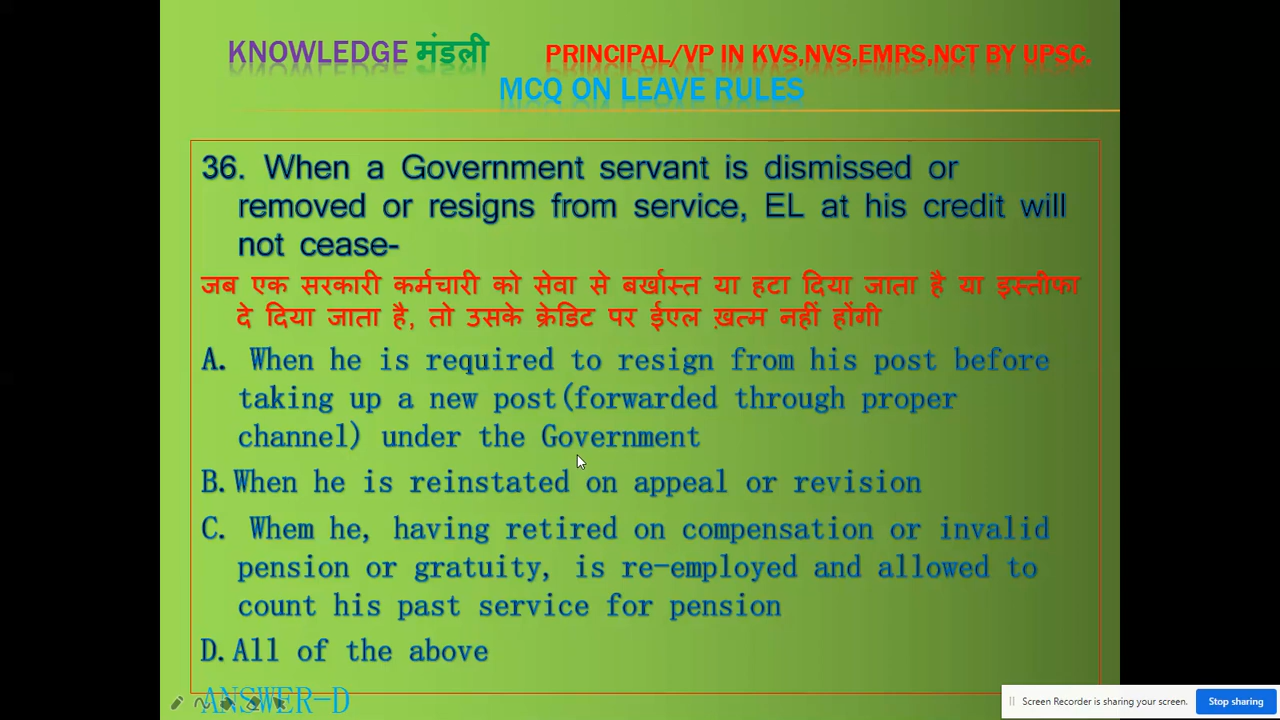 KNOWLEDGE मंडली PRINCIPAL/VP IN KVS,NVS,EMRS,NCT BY UPSC.
MCQ ON LEAVE RULES
36. When a Government servant is dismissed or
removed or resigns from service, EL at his credit will
not cease-
जब एक सरकारी कर्मचारी को सेवा से बर्खास्त या हटा दिया जाता है या इस्तीफा
दे दिया जाता है, तो उसके क्रेडिट पर ईएल ख़त्म नहीं होंगी
A. When he is required to resign from his post before
taking up a new post(forwarded through proper
channel) under the Government
B.When he is reinstated on appeal or revision
C. Whem he, having retired on compensation or invalid
pension or gratuity, is re-employed and allowed to
count his past service for pension
D.All of the above
ANSWER-D
Screen Recorder is sharing your screen. Stop sharing